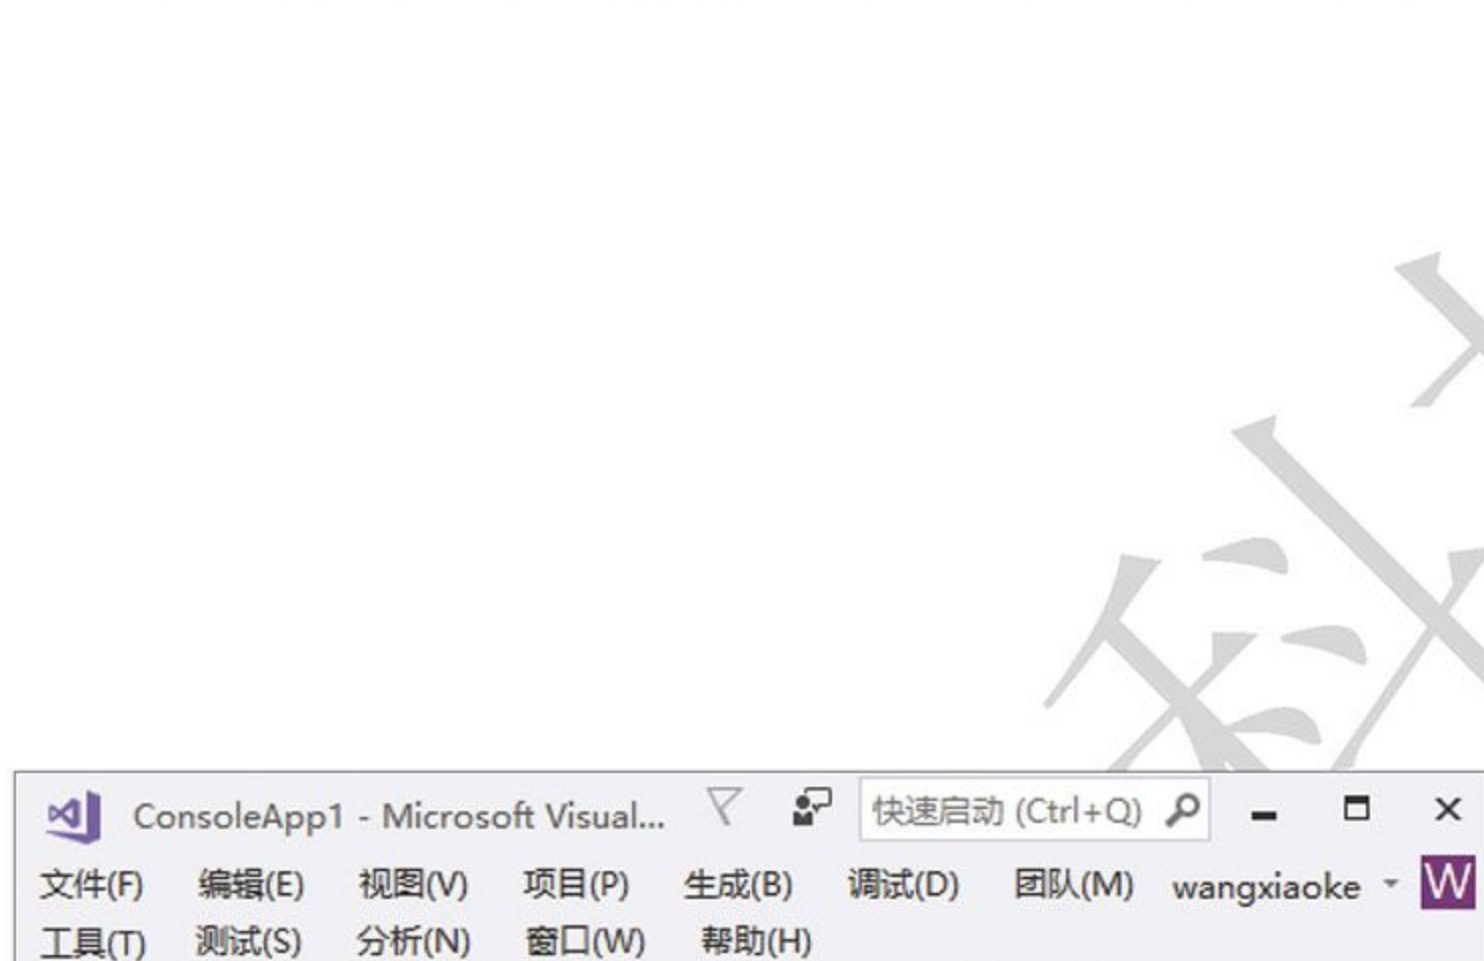 ConsoleApp1 - Microsoft Visual... 快速启动 (Ctrl+Q)
文件(F) 编辑(E) 视图(V) 项目(P) 生成(B) 调试(D) 团队(M) wangxiaoke W
工具(T) 测试(S) 分析(N) 窗口(W) 帮助(H)